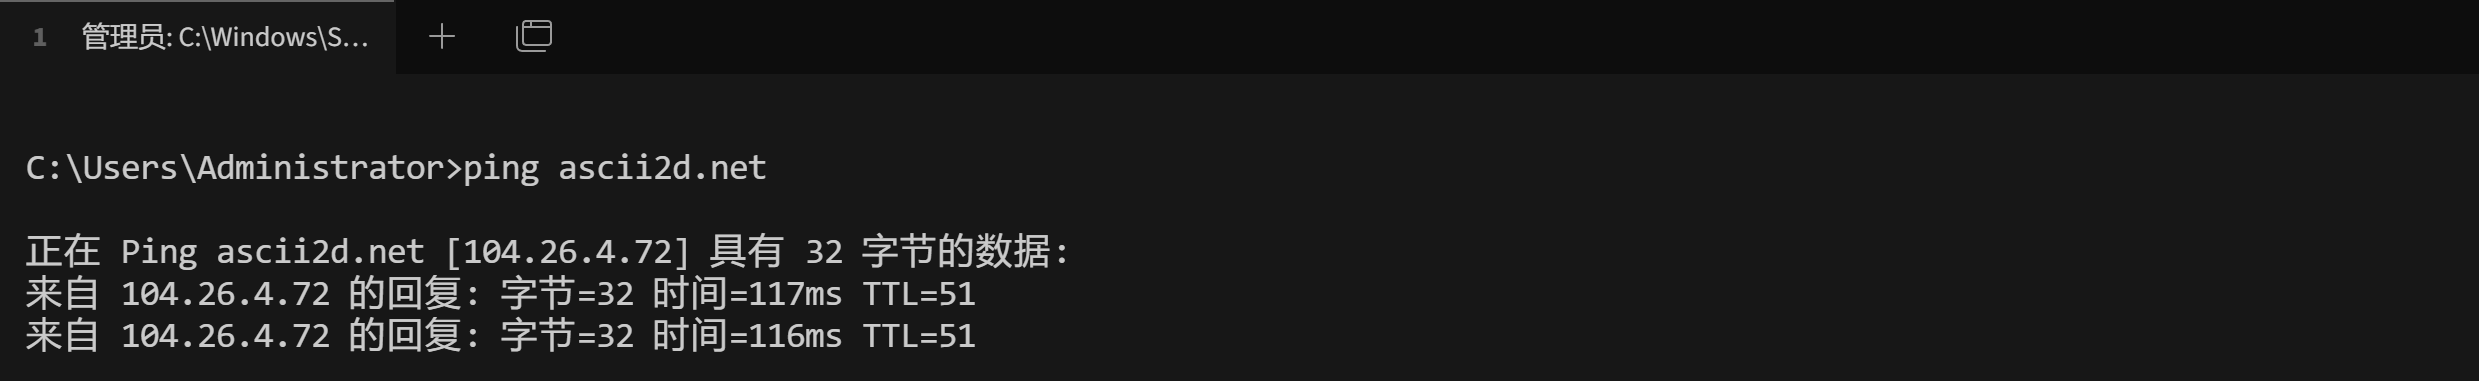 1 管理员: C:\Windows\S...
C:\Users\Administrator>ping ascii2d.net
正在 Ping ascii2d.net [104.26.4.72] 具有 32 字节的数据:
来自 104.26.4.72 的回复: 字节=32 时间=117ms TTL=51
来自 104.26.4.72 的回复: 字节=32 时间=116ms TTL=51